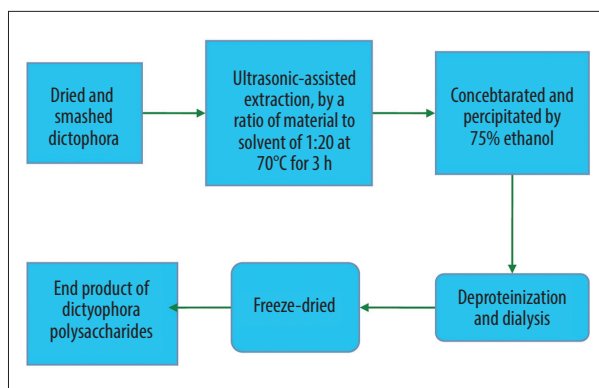 Dried and
smashed
dictophora
Ultrasonic-assisted
extraction, by a
ratio of material to
solvent of 1:20 at
70°C for 3 h
Concebtarated and
percipitated by
75% ethanol
Deproteinization
and dialysis
Freeze-dried
End product of
dictyophora
polysaccharides